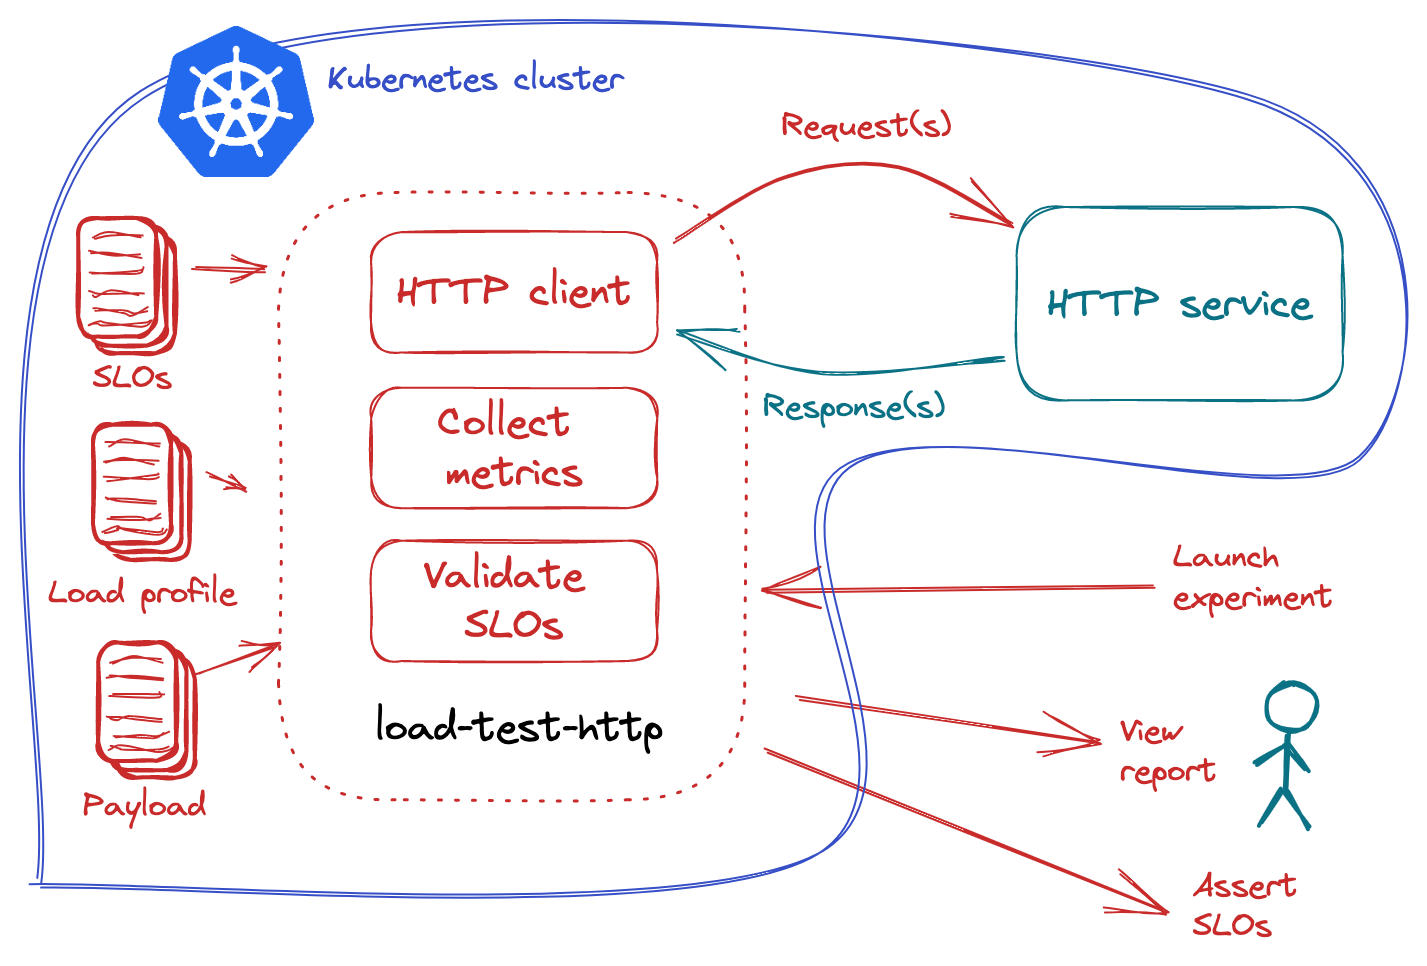 Kubernetes cluster
Request(s)
SLOs
HTTP client
HTTP service
Response(s)
Collect
metrics
Load profile
Validate
SLOs
Launch
experiment
load-test-http
View
report
Payload
Assert
SLOs